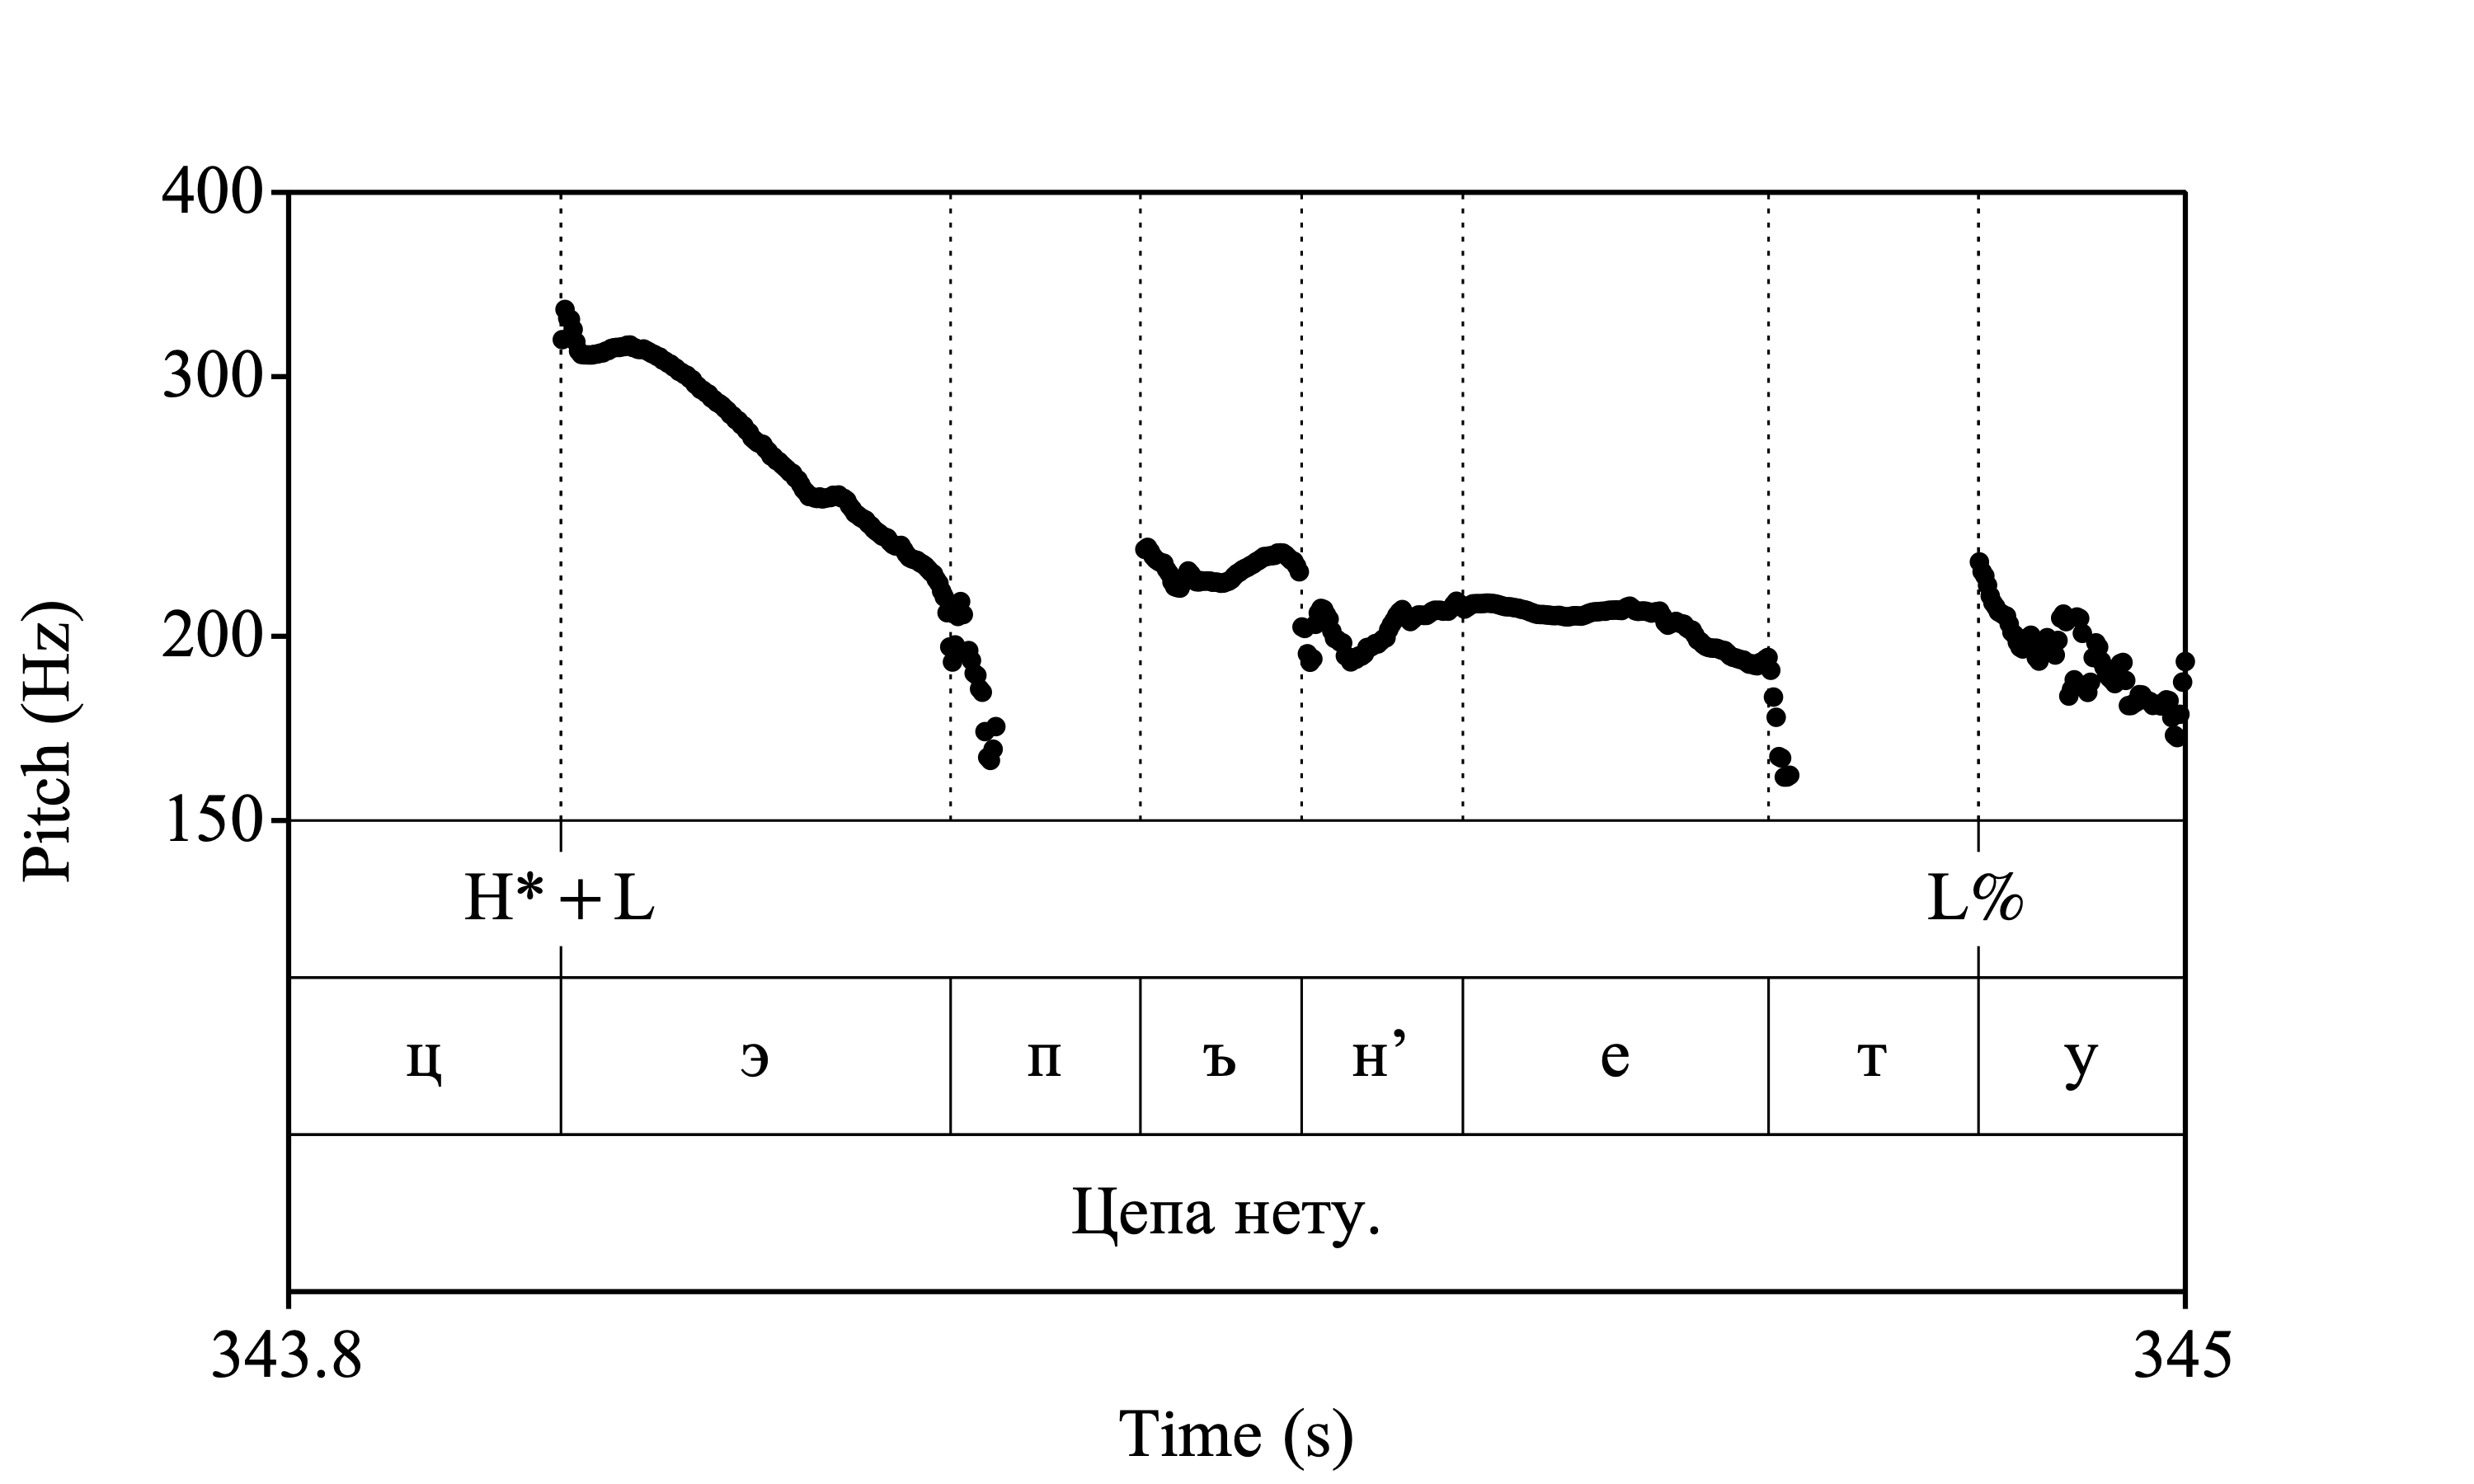 400
300
200
150
Pitch (Hz)
H*+L L%
ц э п ъ н’ е т у
Цепа нету.
343.8 345
Time (s)